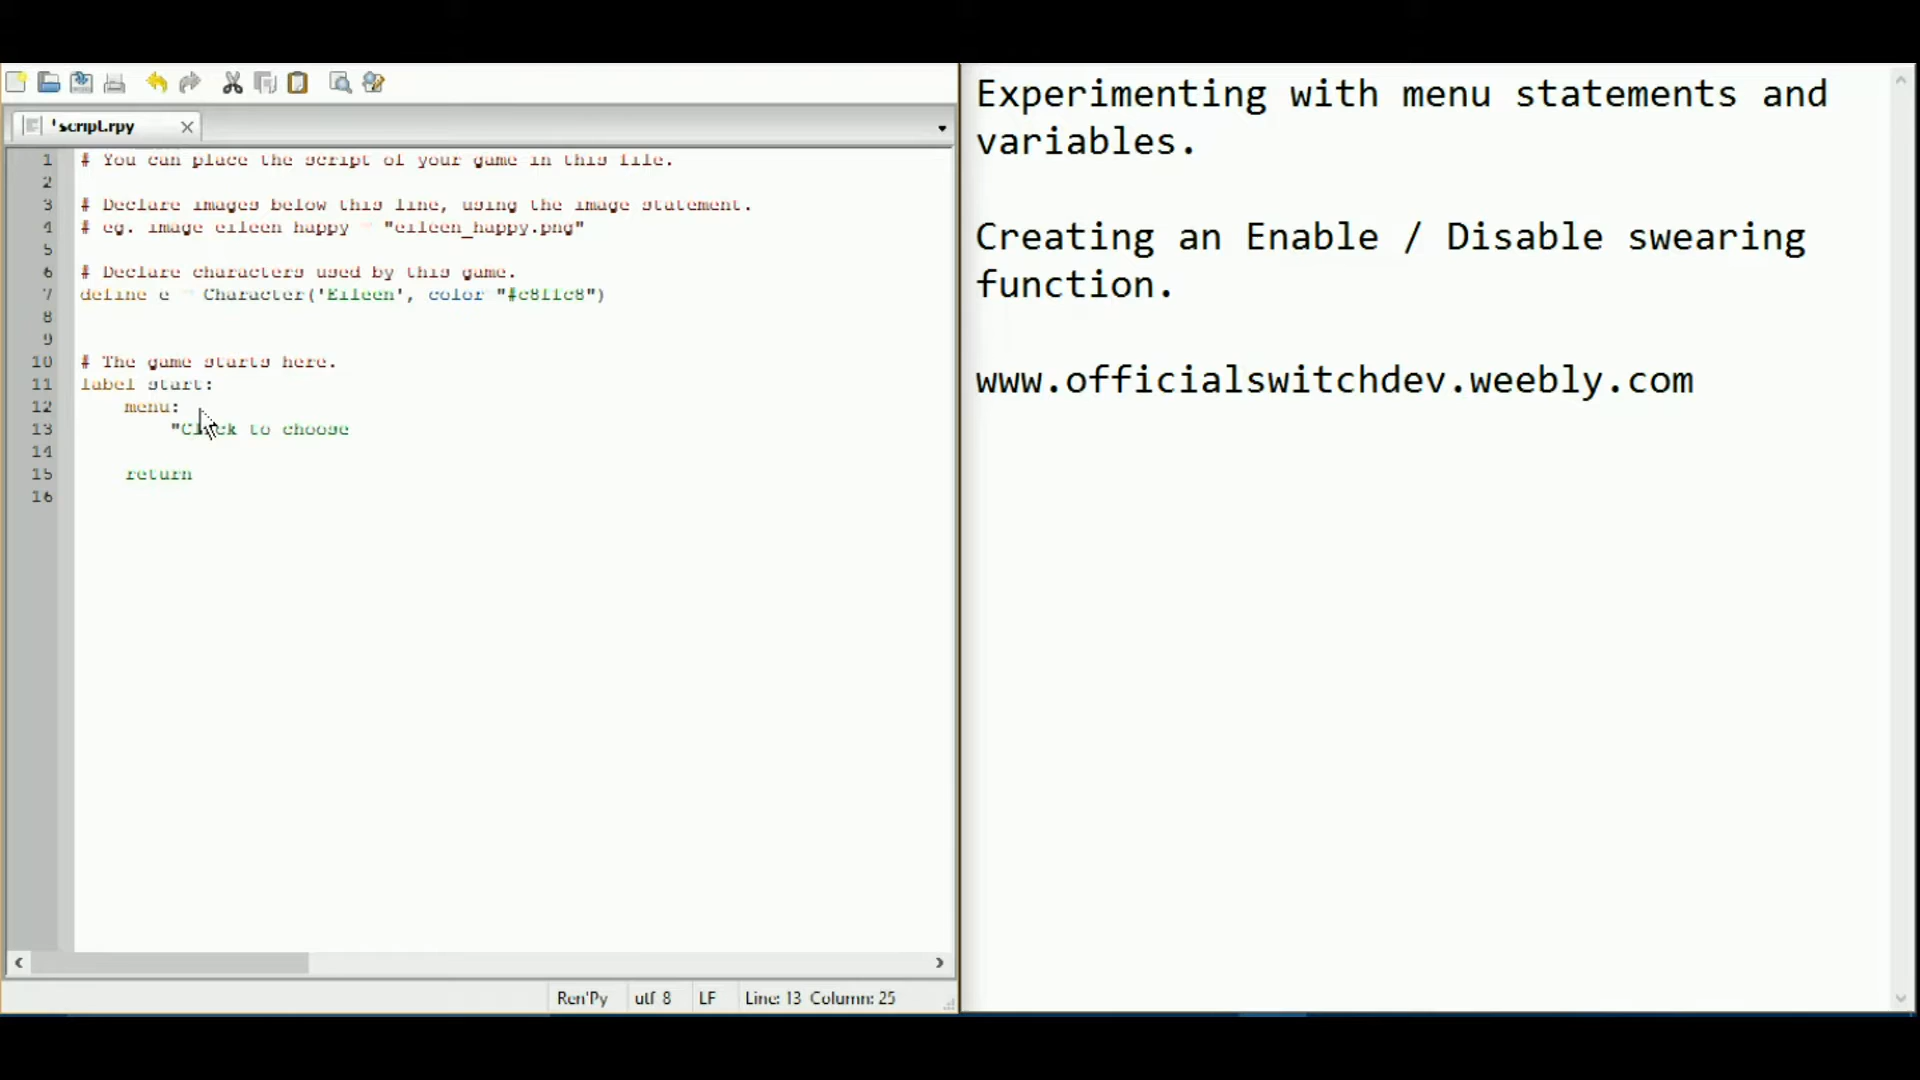 *script.rpy
1 # You can place the script of your game in this file.
2
3 # Declare images below this line, using the image statement.
4 # eg. image eileen happy = "eileen_happy.png"
5
6 # Declare characters used by this game.
7 define e = Character('Eileen', color="#c8ffc8")
8
9
10 # The game starts here.
11 label start:
12 menu:
13 "Click to choose
14
15 return
16
Ren'Py utf-8 LF Line: 13 Column: 25
Experimenting with menu statements and
variables.
Creating an Enable / Disable swearing
function.
www.officialswitchdev.weebly.com